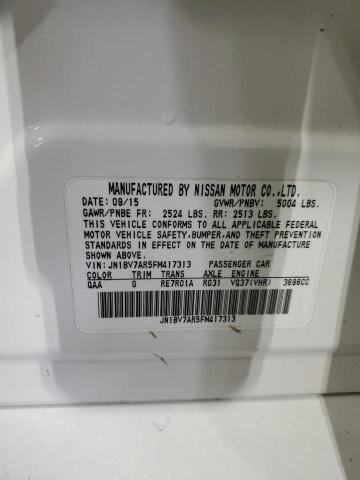 MANUFACTURED BY NISSAN MOTOR CO.,LTD.
DATE: 09/15 GVWR/PNBV: 5004 LBS.
GAWR/PNBE FR: 2524 LBS. RR: 2513 LBS.
THIS VEHICLE CONFORMS TO ALL APPLICABLE FEDERAL
MOTOR VEHICLE SAFETY,BUMPER,AND THEFT PREVENTION
STANDARDS IN EFFECT ON THE DATE OF MANUFACTURE
SHOWN ABOVE.
VIN: JN1BV7AR5FM417313 PASSENGER CAR
COLOR TRIM TRANS AXLE ENGINE
QAA G RE7R01A RG31 VQ37(VHR) 3696CC
JN1BV7AR5FM417313